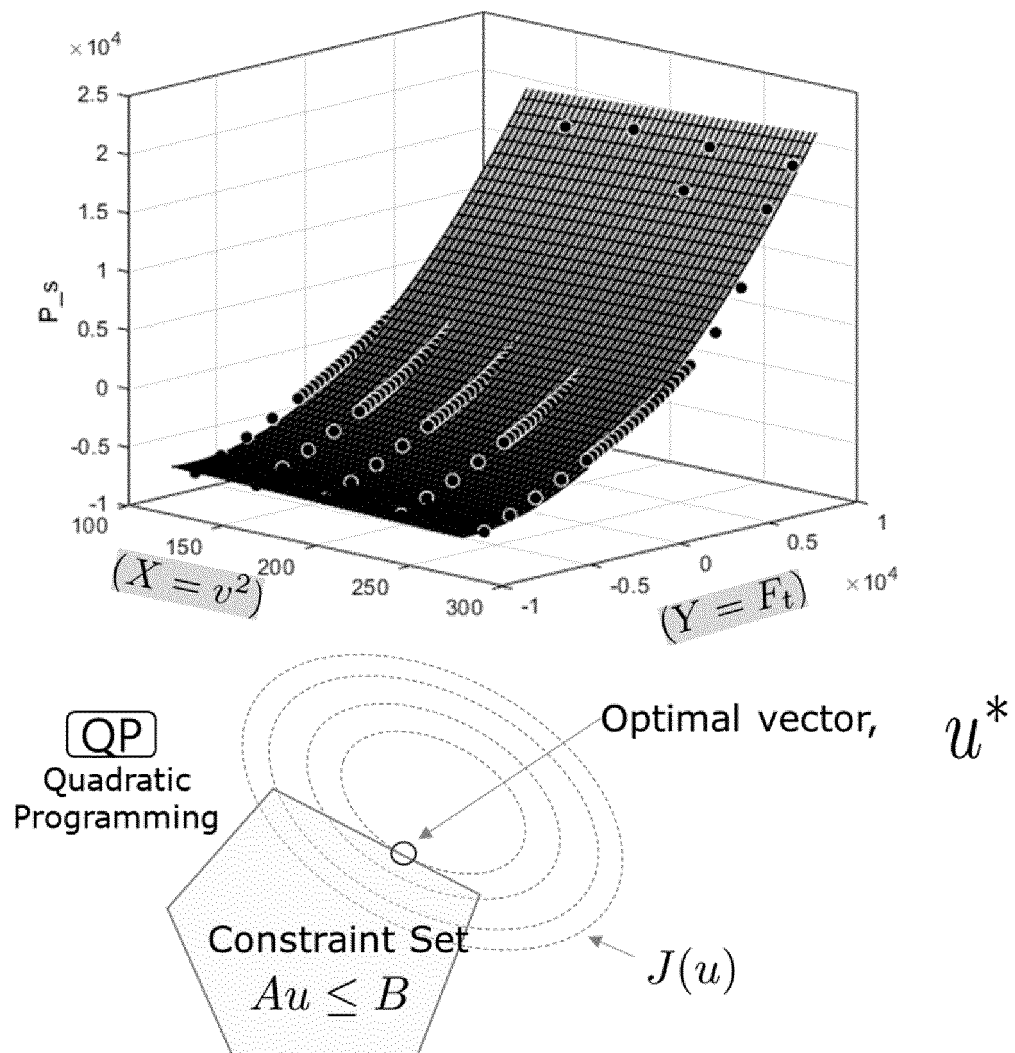 ×10⁴
2.5
2
1.5
1
0.5
0
-0.5
-1
P_s
100
150
200
250
300
(X = v²)
-1
-0.5
0
0.5
1
×10⁴
(Y = Fₜ)
QP
Quadratic
Programming
Optimal vector, u*
Constraint Set
Au ≤ B
J(u)